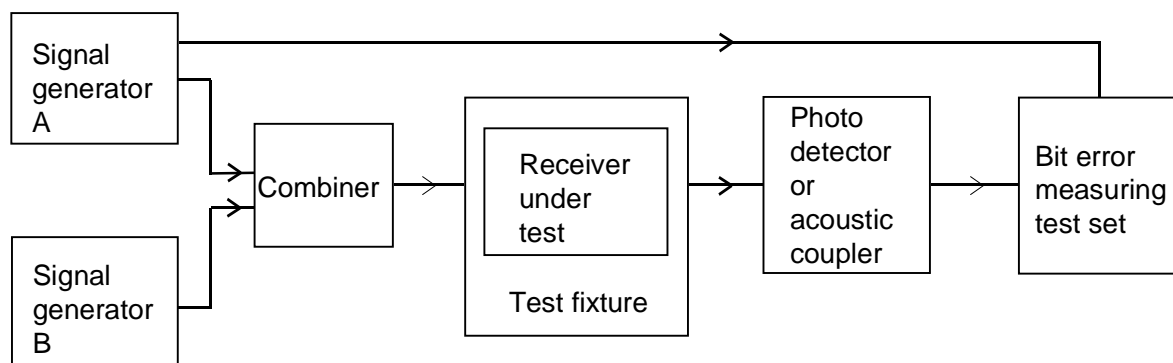 Signal
generator
A
Combiner
Signal
generator
B
Receiver
under
test
Test fixture
Photo
detector
or
acoustic
coupler
Bit error
measuring
test set